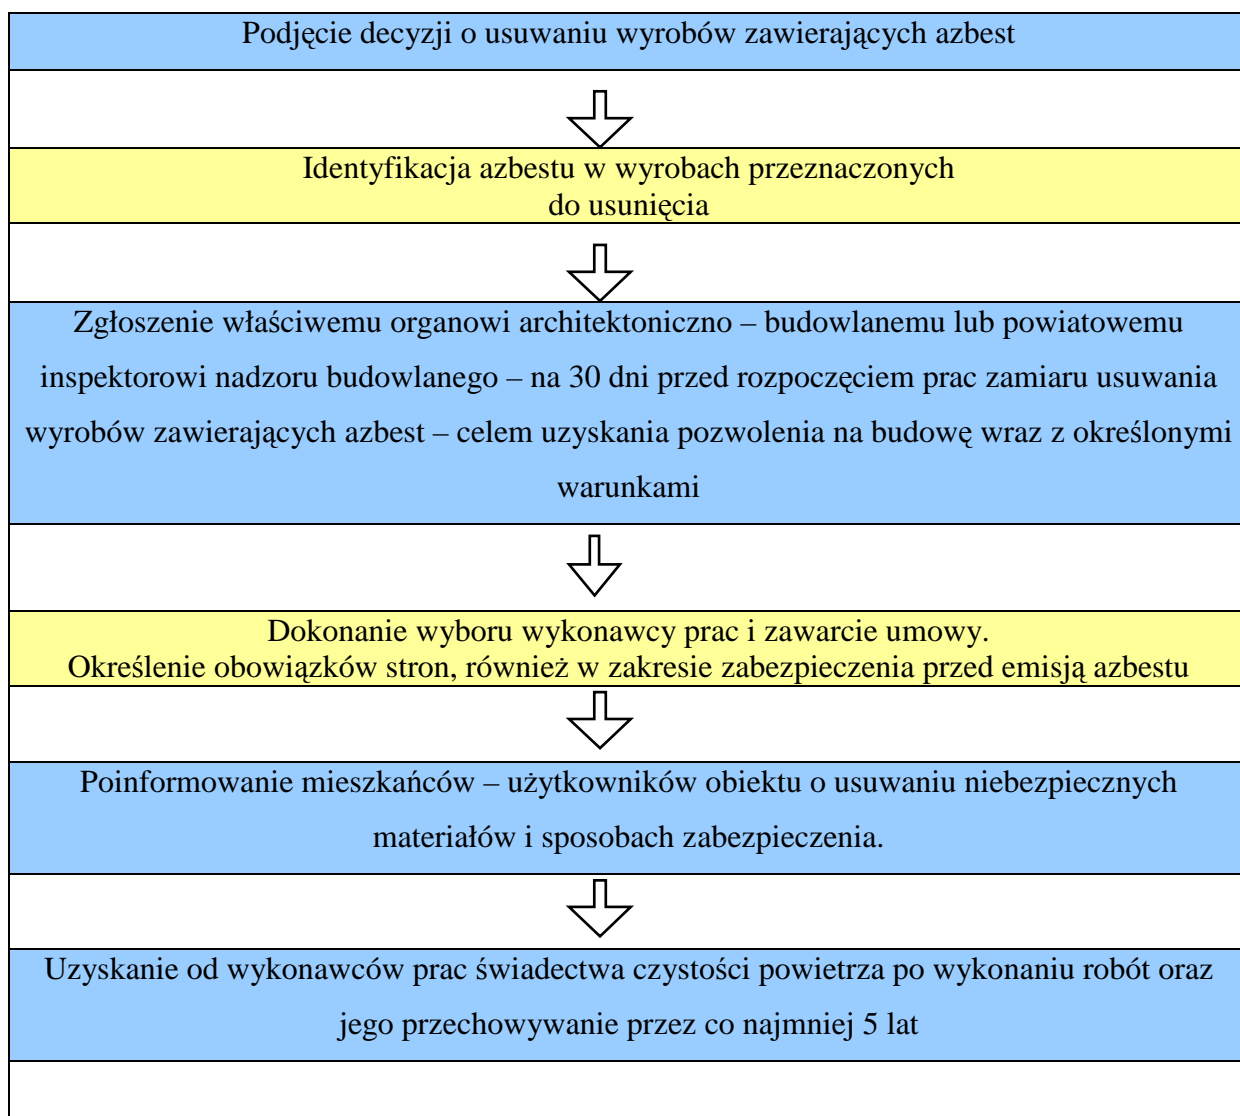 Podjęcie decyzji o usuwaniu wyrobów zawierających azbest
Identyfikacja azbestu w wyrobach przeznaczonych
do usunięcia
Zgłoszenie właściwemu organowi architektoniczno – budowlanemu lub powiatowemu
inspektorowi nadzoru budowlanego – na 30 dni przed rozpoczęciem prac zamiaru usuwania
wyrobów zawierających azbest – celem uzyskania pozwolenia na budowę wraz z określonymi
warunkami
Dokonanie wyboru wykonawcy prac i zawarcie umowy.
Określenie obowiązków stron, również w zakresie zabezpieczenia przed emisją azbestu
Poinformowanie mieszkańców – użytkowników obiektu o usuwaniu niebezpiecznych
materiałów i sposobach zabezpieczenia.
Uzyskanie od wykonawców prac świadectwa czystości powietrza po wykonaniu robót oraz
jego przechowywanie przez co najmniej 5 lat